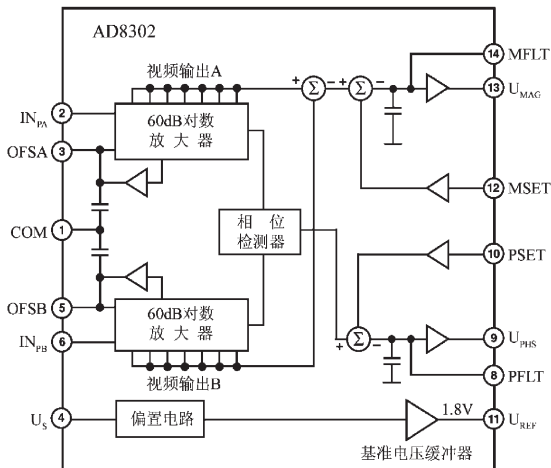 AD8302
视频输出A
60dB对数
放 大 器
相 位
检测器
60dB对数
放 大 器
视频输出B
偏置电路
1.8V
基准电压缓冲器
+ Σ −
+ Σ −
+ Σ −
2 IN_PA
3 OFSA
1 COM
5 OFSB
6 IN_PB
4 U_S
14 MFLT
13 U_MAG
12 MSET
10 PSET
9 U_PHS
8 PFLT
11 U_REF